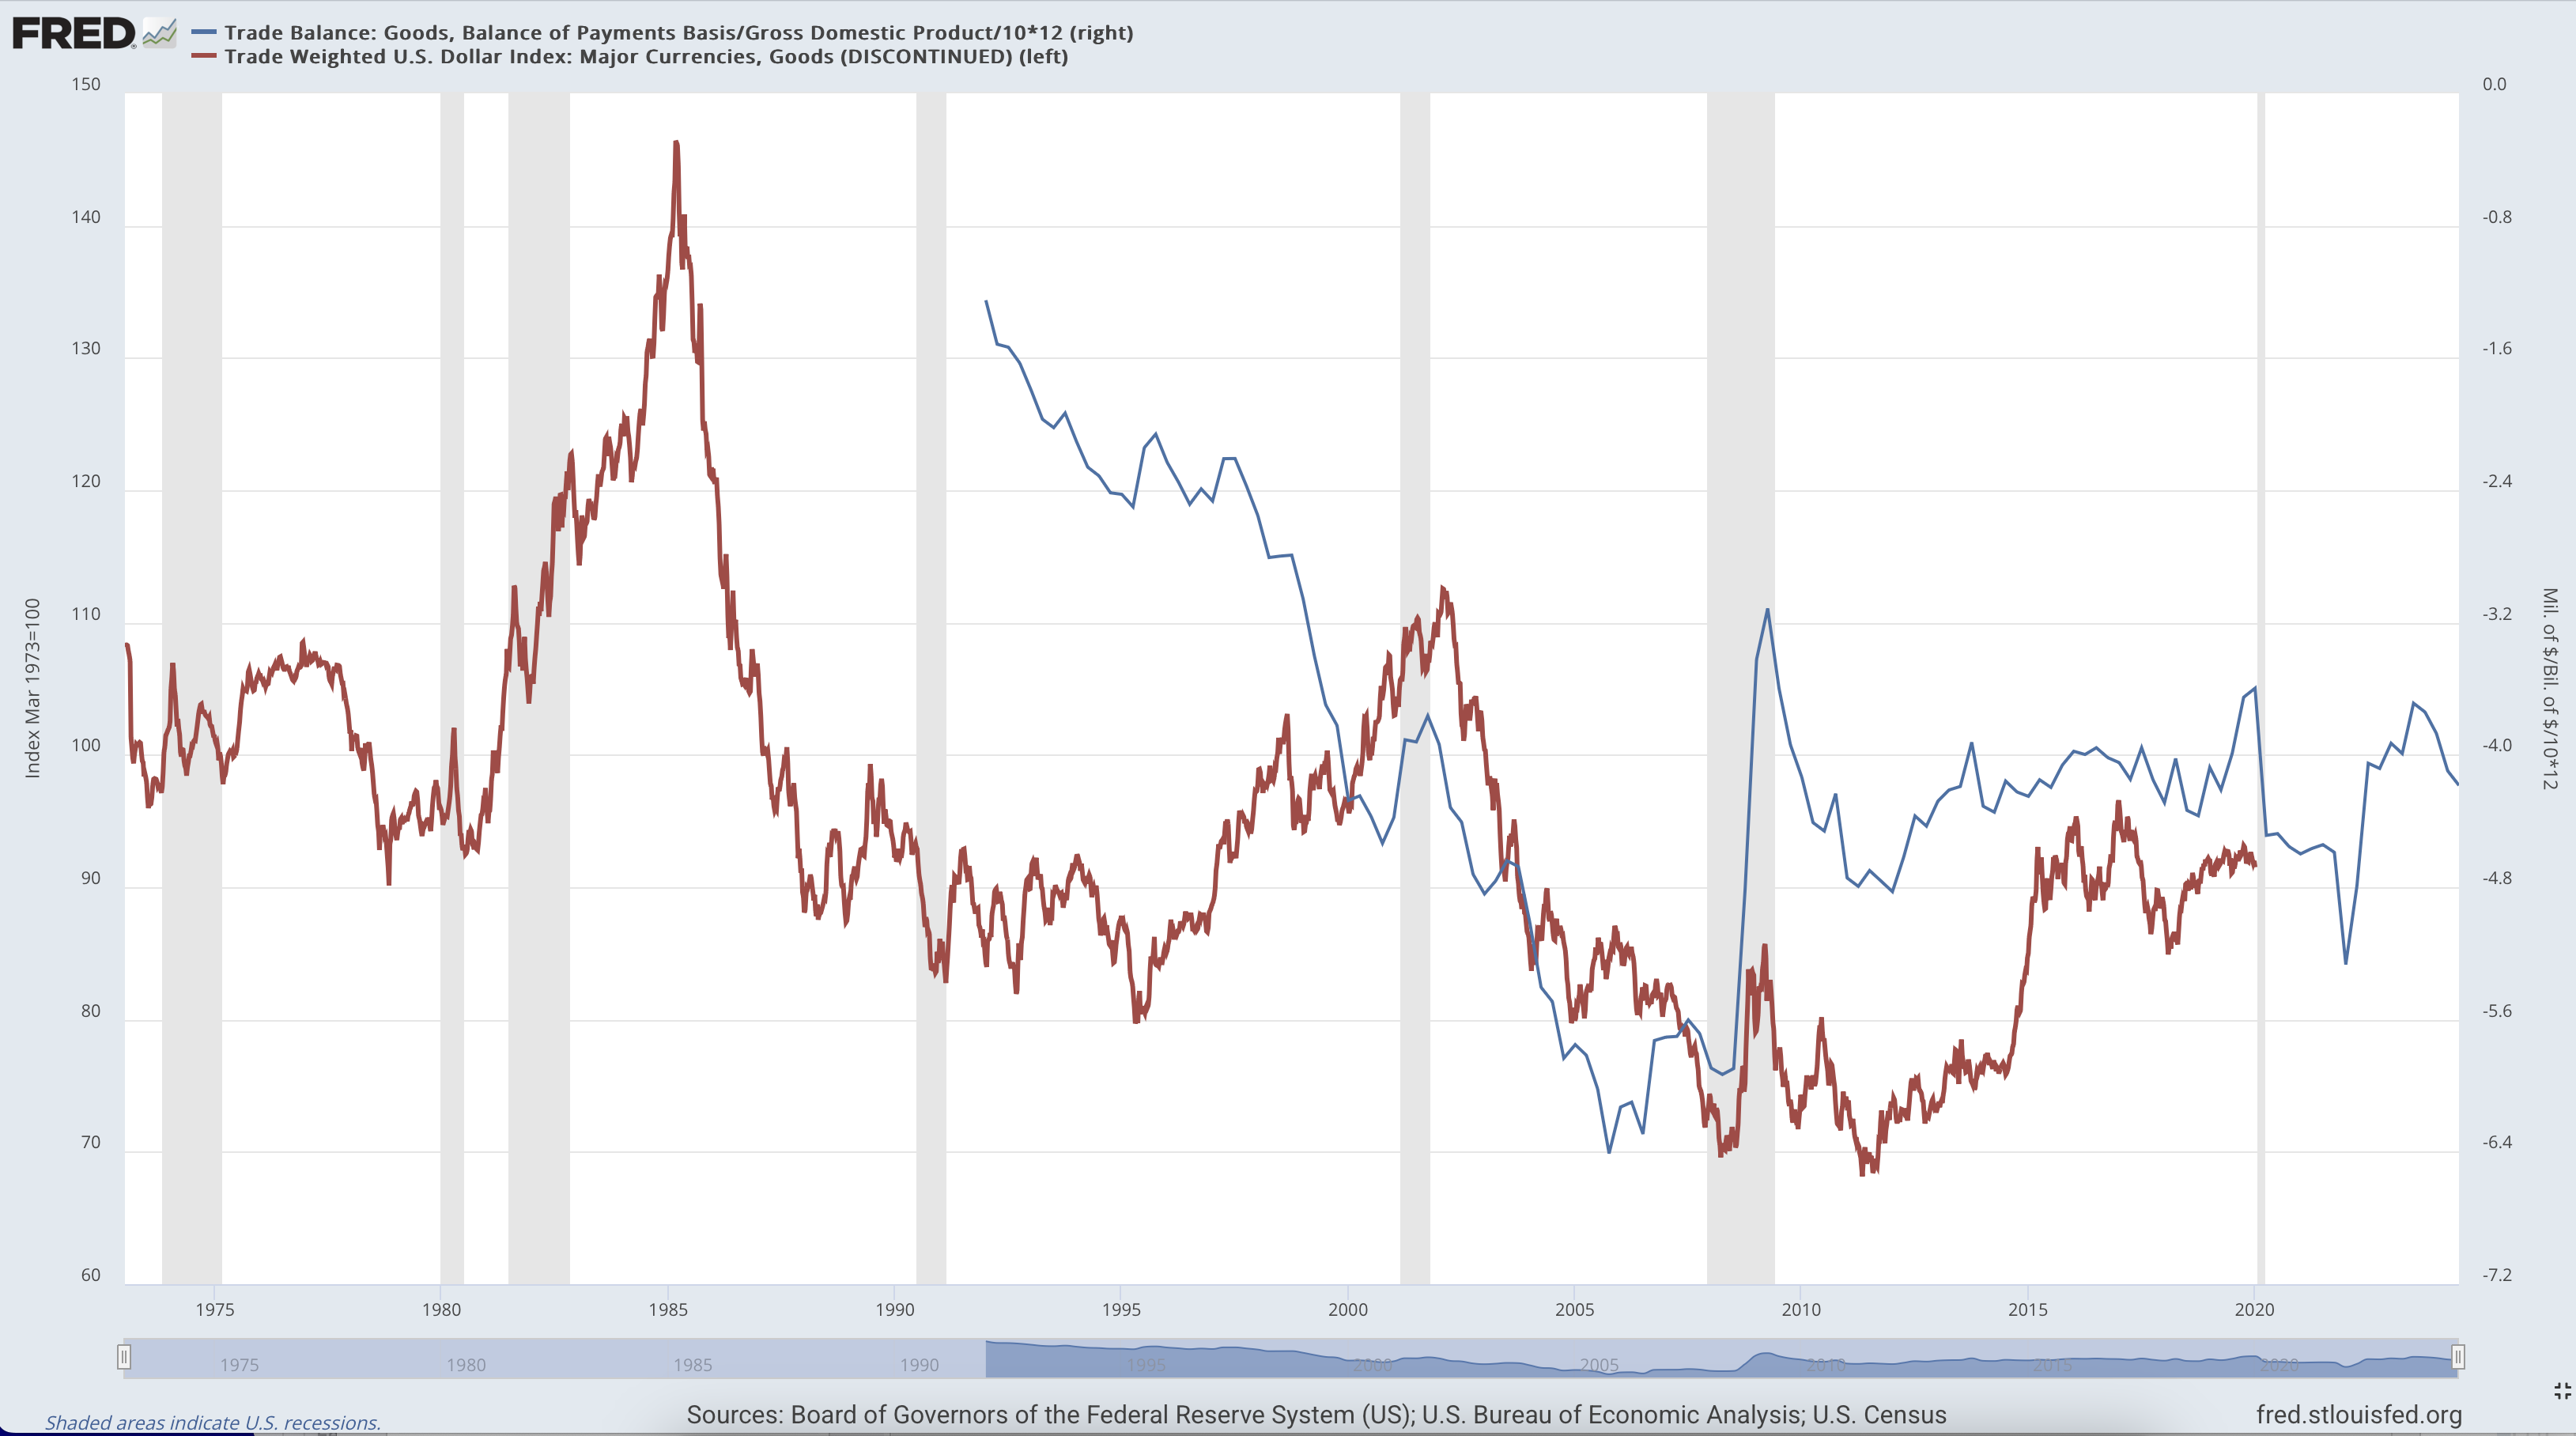 FRED
Trade Balance: Goods, Balance of Payments Basis/Gross Domestic Product/10*12 (right)
Trade Weighted U.S. Dollar Index: Major Currencies, Goods (DISCONTINUED) (left)
150
140
130
120
110
100
90
80
70
60
Index Mar 1973=100
0.0
-0.8
-1.6
-2.4
-3.2
-4.0
-4.8
-5.6
-6.4
-7.2
Mil. of $/Bil. of $/10*12
1975 1980 1985 1990 1995 2000 2005 2010 2015 2020
1975 1980 1985 1990 1995 2000 2005 2010 2015 2020
Shaded areas indicate U.S. recessions.
Sources: Board of Governors of the Federal Reserve System (US); U.S. Bureau of Economic Analysis; U.S. Census
fred.stlouisfed.org